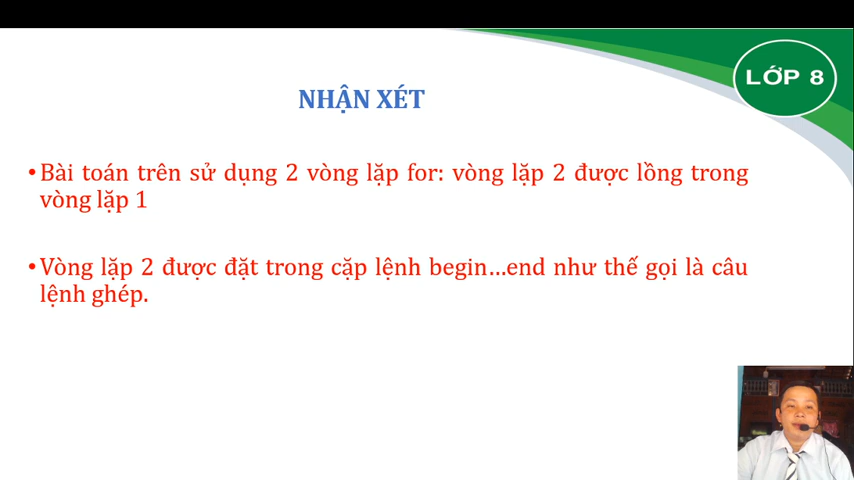 LỚP 8
NHẬN XÉT
•Bài toán trên sử dụng 2 vòng lặp for: vòng lặp 2 được lồng trong
vòng lặp 1
•Vòng lặp 2 được đặt trong cặp lệnh begin...end như thế gọi là câu
lệnh ghép.